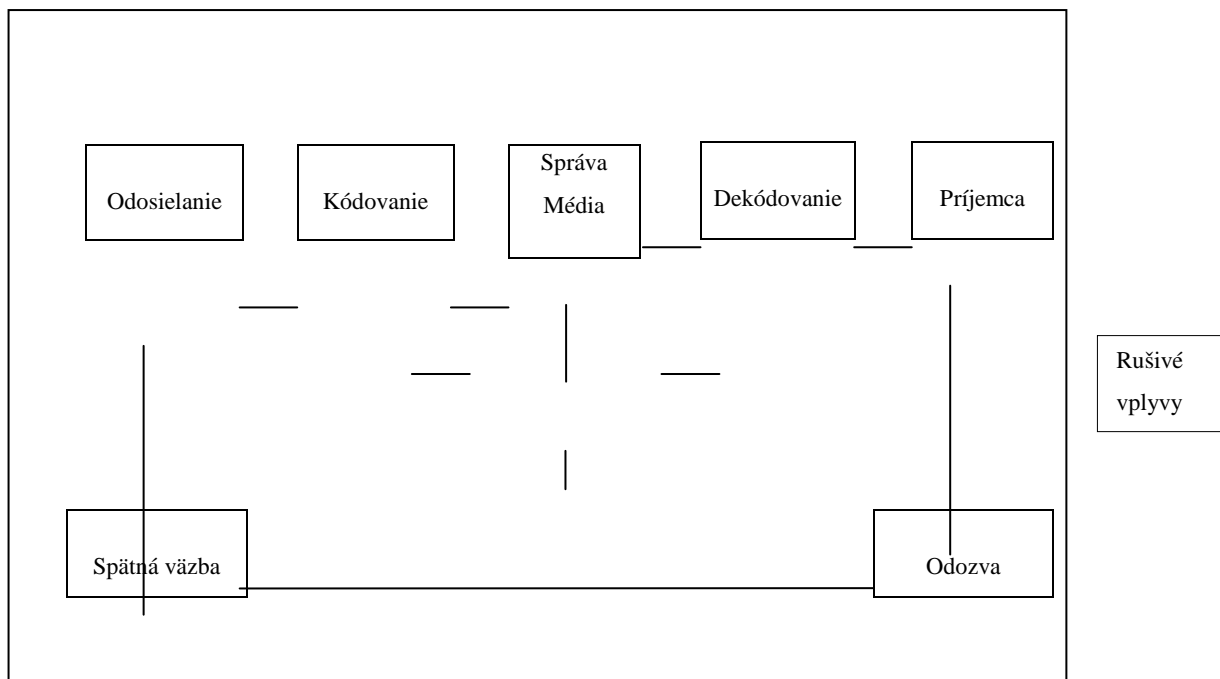 Odosielanie
Kódovanie
Správa
Média
Dekódovanie
Príjemca
Rušivé
vplyvy
Spätná väzba
Odozva